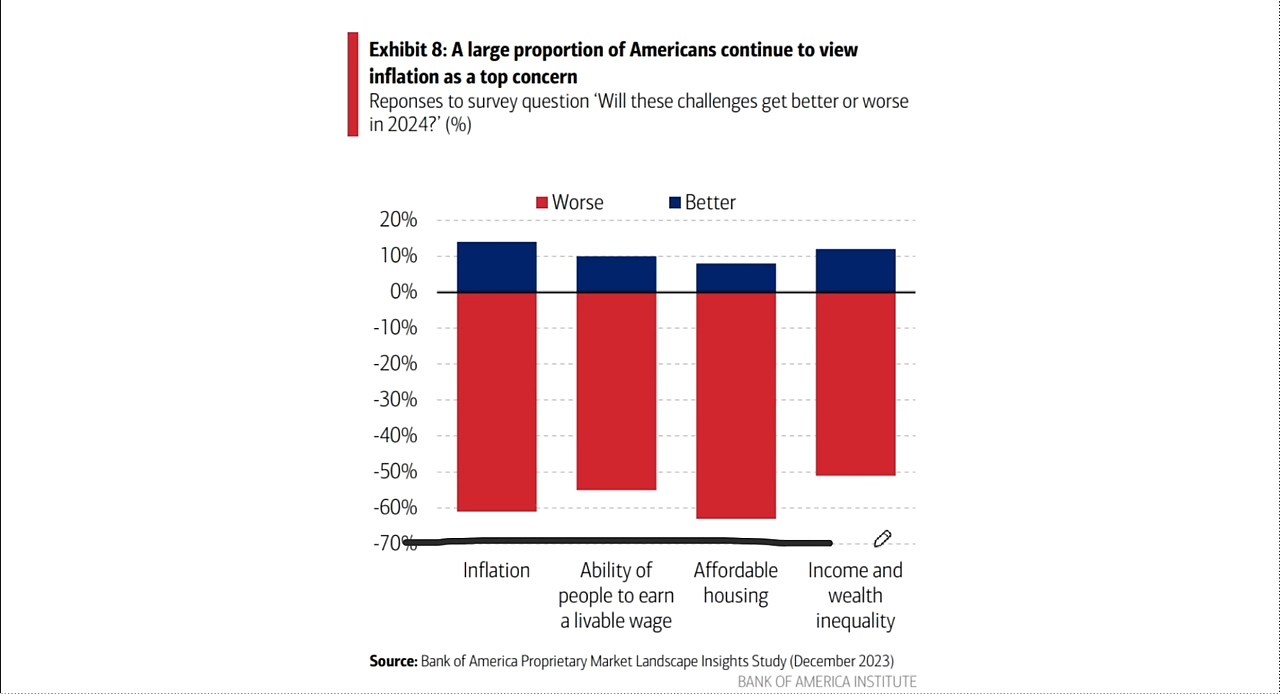 Exhibit 8: A large proportion of Americans continue to view
inflation as a top concern
Reponses to survey question ‘Will these challenges get better or worse
in 2024?’ (%)
Worse
Better
20%
10%
0%
-10%
-20%
-30%
-40%
-50%
-60%
-70%
Inflation
Ability of
people to earn
a livable wage
Affordable
housing
Income and
wealth
inequality
Source: Bank of America Proprietary Market Landscape Insights Study (December 2023)
BANK OF AMERICA INSTITUTE